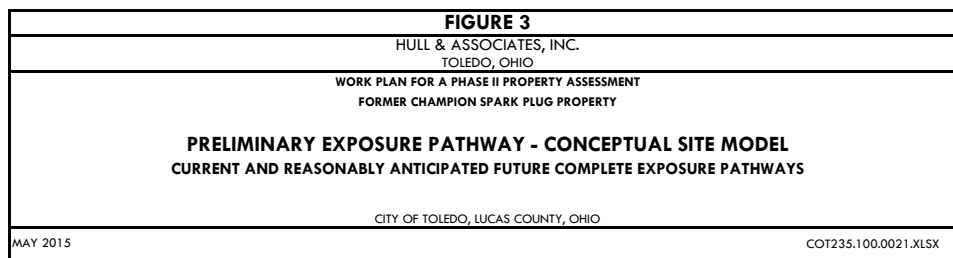 FIGURE 3
HULL & ASSOCIATES, INC.
TOLEDO, OHIO
WORK PLAN FOR A PHASE II PROPERTY ASSESSMENT
FORMER CHAMPION SPARK PLUG PROPERTY
PRELIMINARY EXPOSURE PATHWAY - CONCEPTUAL SITE MODEL
CURRENT AND REASONABLY ANTICIPATED FUTURE COMPLETE EXPOSURE PATHWAYS
CITY OF TOLEDO, LUCAS COUNTY, OHIO
MAY 2015 COT235.100.0021.XLSX